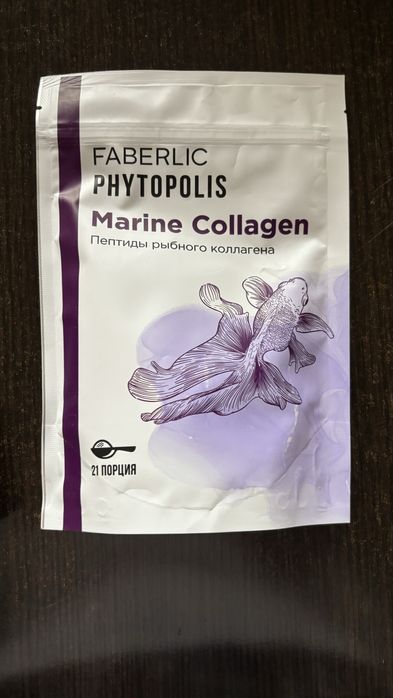 FABERLIC
PHYTOPOLIS
Marine Collagen
Пептиды рыбного коллагена
21 ПОРЦИЯ